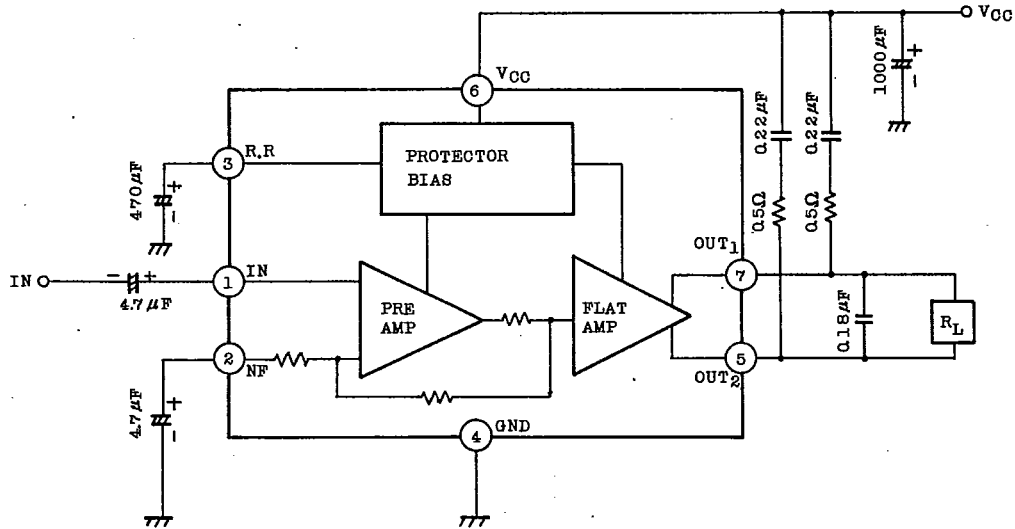 VCC
1000μF
+
-
VCC
6
0.22μF
0.22μF
3
R.R
PROTECTOR
BIAS
470μF
+
-
0.5Ω
0.5Ω
OUT1
7
IN
- +
4.7μF
1
IN
PRE
AMP
FLAT
AMP
0.18μF
RL
2
NF
5
OUT2
4.7μF
+
-
4
GND